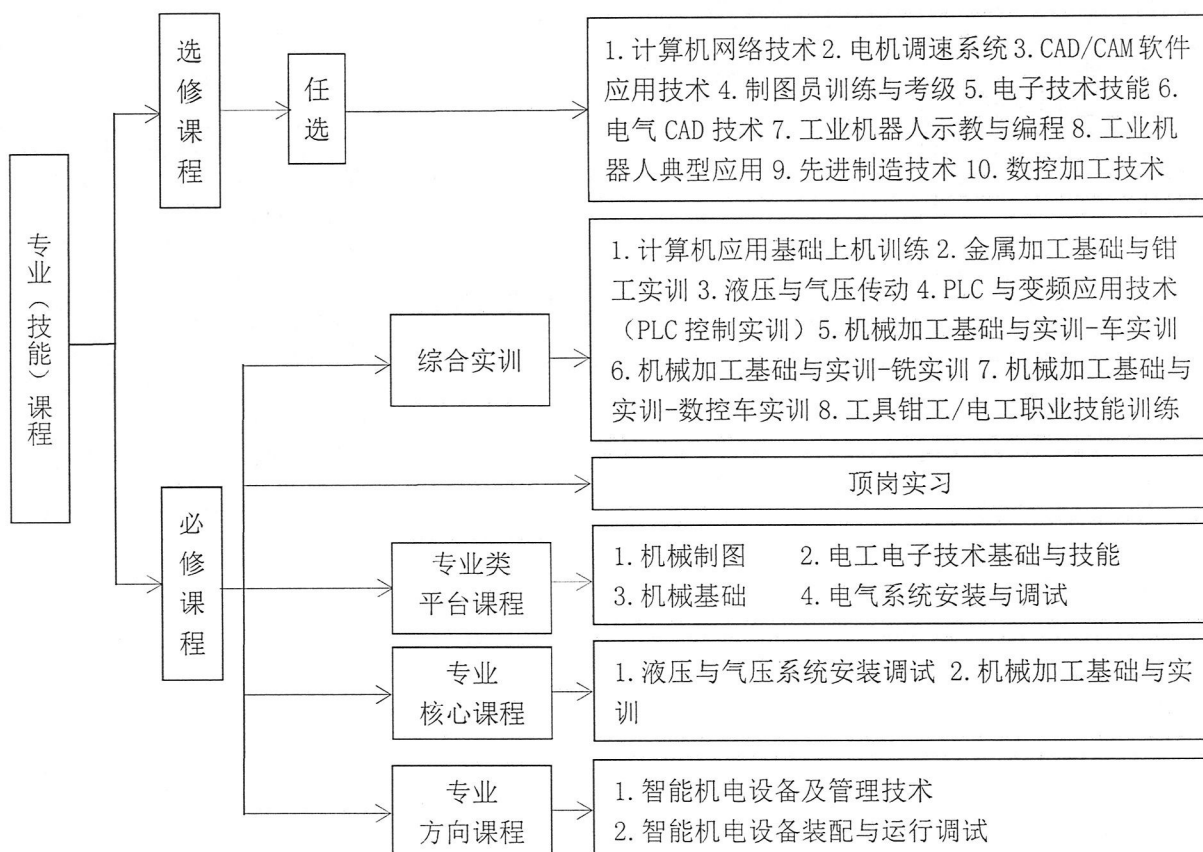 专业（技能）课程
选修课程
任选
1.计算机网络技术 2.电机调速系统 3.CAD/CAM 软件
应用技术 4.制图员训练与考级 5.电子技术技能 6.
电气 CAD 技术 7.工业机器人示教与编程 8.工业机
器人典型应用 9.先进制造技术 10.数控加工技术
必修课程
综合实训
1.计算机应用基础上机训练 2.金属加工基础与钳
工实训 3.液压与气压传动 4.PLC 与变频应用技术
（PLC 控制实训）5.机械加工基础与实训-车实训
6.机械加工基础与实训-铣实训 7.机械加工基础与
实训-数控车实训 8.工具钳工/电工职业技能训练
顶岗实习
专业类
平台课程
1.机械制图 2.电工电子技术基础与技能
3.机械基础 4.电气系统安装与调试
专业
核心课程
1.液压与气压系统安装调试 2.机械加工基础与实
训
专业
方向课程
1.智能机电设备及管理技术
2.智能机电设备装配与运行调试